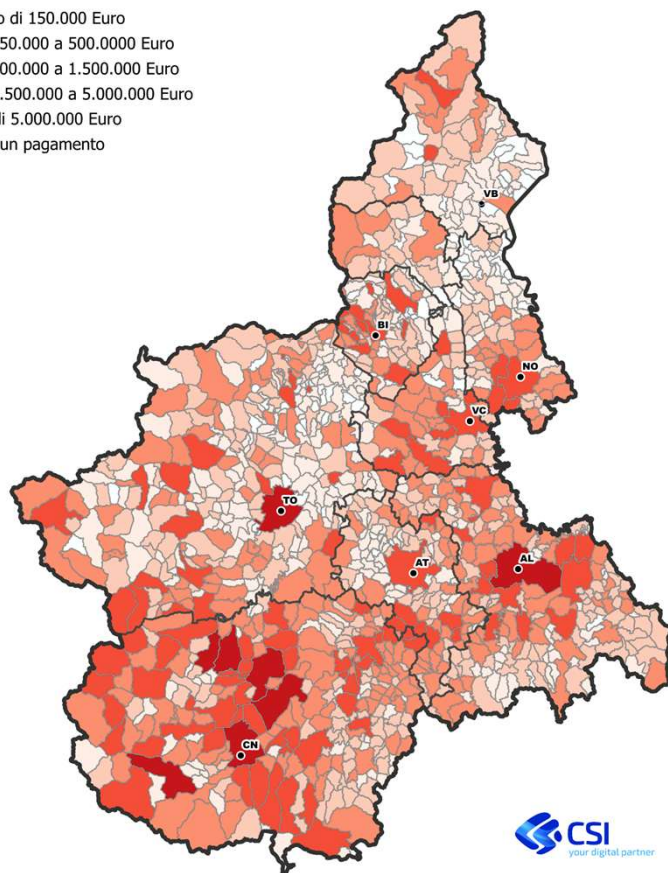 o di 150.000 Euro
50.000 a 500.0000 Euro
00.000 a 1.500.000 Euro
.500.000 a 5.000.000 Euro
di 5.000.000 Euro
un pagamento
VB
BI
NO
VC
TO
AT
AL
CN
CSI
your digital partner